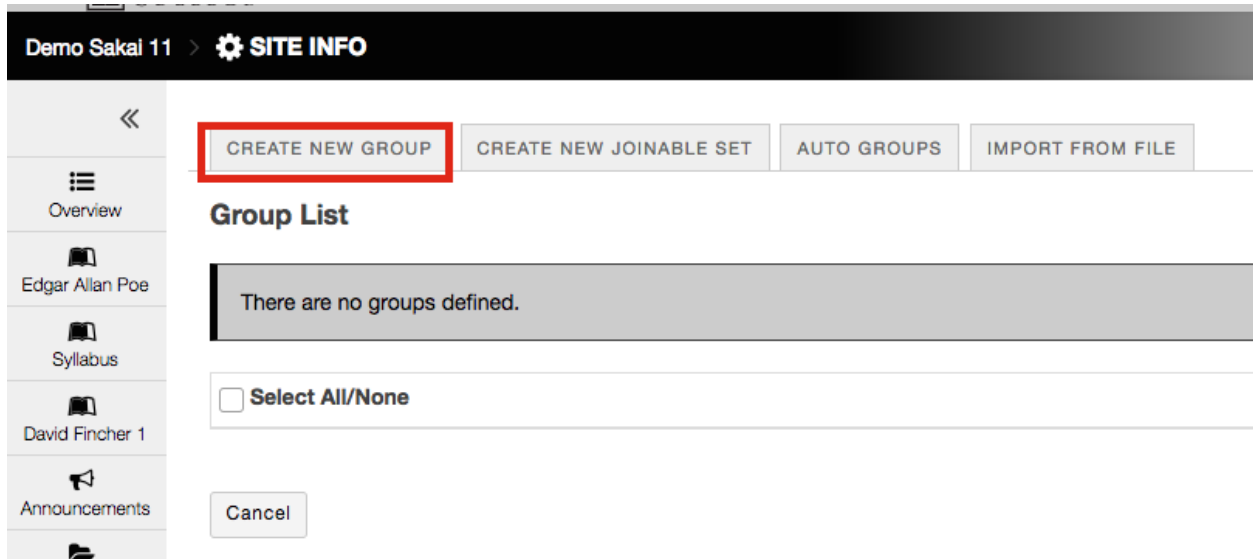 Demo Sakai 11 > SITE INFO
CREATE NEW GROUP CREATE NEW JOINABLE SET AUTO GROUPS IMPORT FROM FILE
Overview
Group List
Edgar Allan Poe
There are no groups defined.
Syllabus
Select All/None
David Fincher 1
Announcements
Cancel